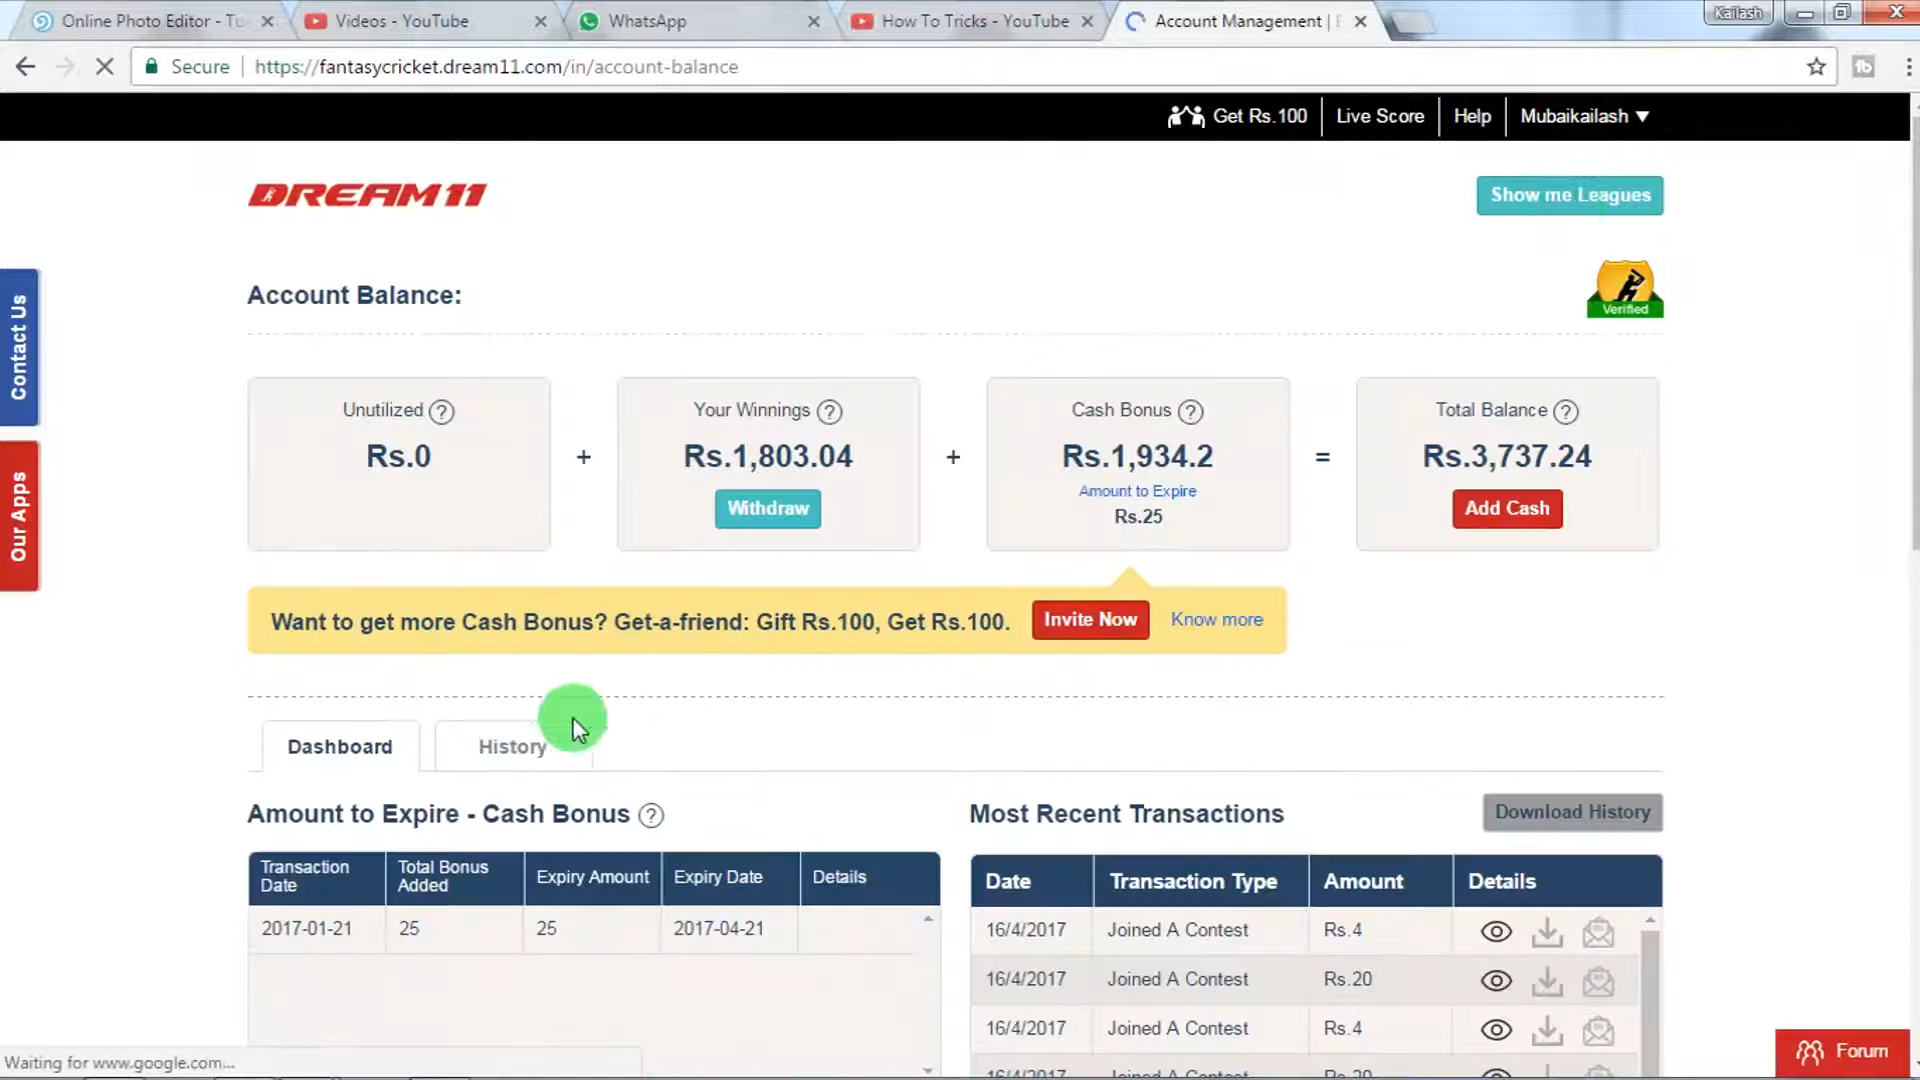 Online Photo Editor - Tu
Videos - YouTube
WhatsApp
How To Tricks - YouTube
Account Management |
Kailash
Secure
https://fantasycricket.dream11.com/in/account-balance
Get Rs.100
Live Score
Help
Mubaikailash ▼
DREAM11
Show me Leagues
Contact Us
Our Apps
Account Balance:
Verified
Unutilized ?
Rs.0
+
Your Winnings ?
Rs.1,803.04
Withdraw
+
Cash Bonus ?
Rs.1,934.2
Amount to Expire
Rs.25
=
Total Balance ?
Rs.3,737.24
Add Cash
Want to get more Cash Bonus? Get-a-friend: Gift Rs.100, Get Rs.100.
Invite Now
Know more
Dashboard
History
Amount to Expire - Cash Bonus ?
Transaction Date
Total Bonus Added
Expiry Amount
Expiry Date
Details
2017-01-21 25 25 2017-04-21
Most Recent Transactions
Download History
Date Transaction Type Amount Details
16/4/2017 Joined A Contest Rs.4
16/4/2017 Joined A Contest Rs.20
16/4/2017 Joined A Contest Rs.4
16/4/2017 Joined A Contest Rs.20
Forum
Waiting for www.google.com...